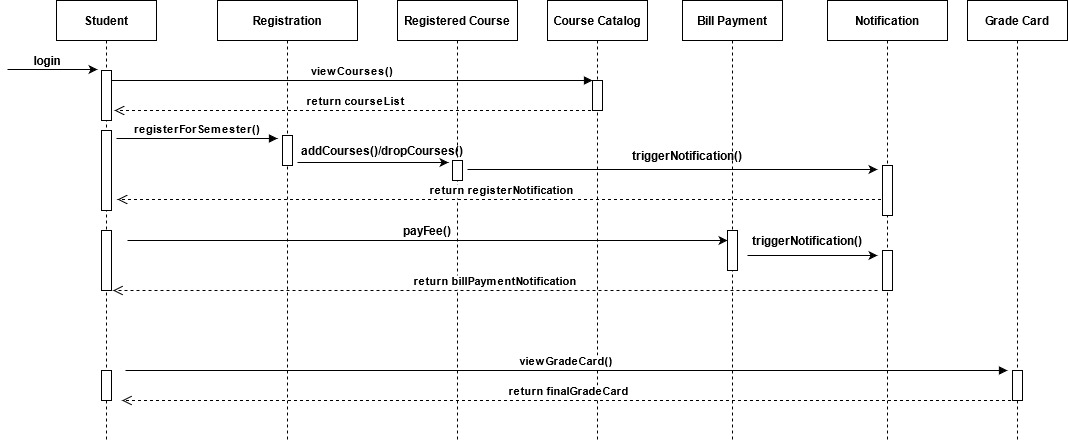 Student
Registration
Registered Course
Course Catalog
Bill Payment
Notification
Grade Card
login
viewCourses()
return courseList
registerForSemester()
addCourses()/dropCourses()
triggerNotification()
return registerNotification
payFee()
triggerNotification()
return billPaymentNotification
viewGradeCard()
return finalGradeCard